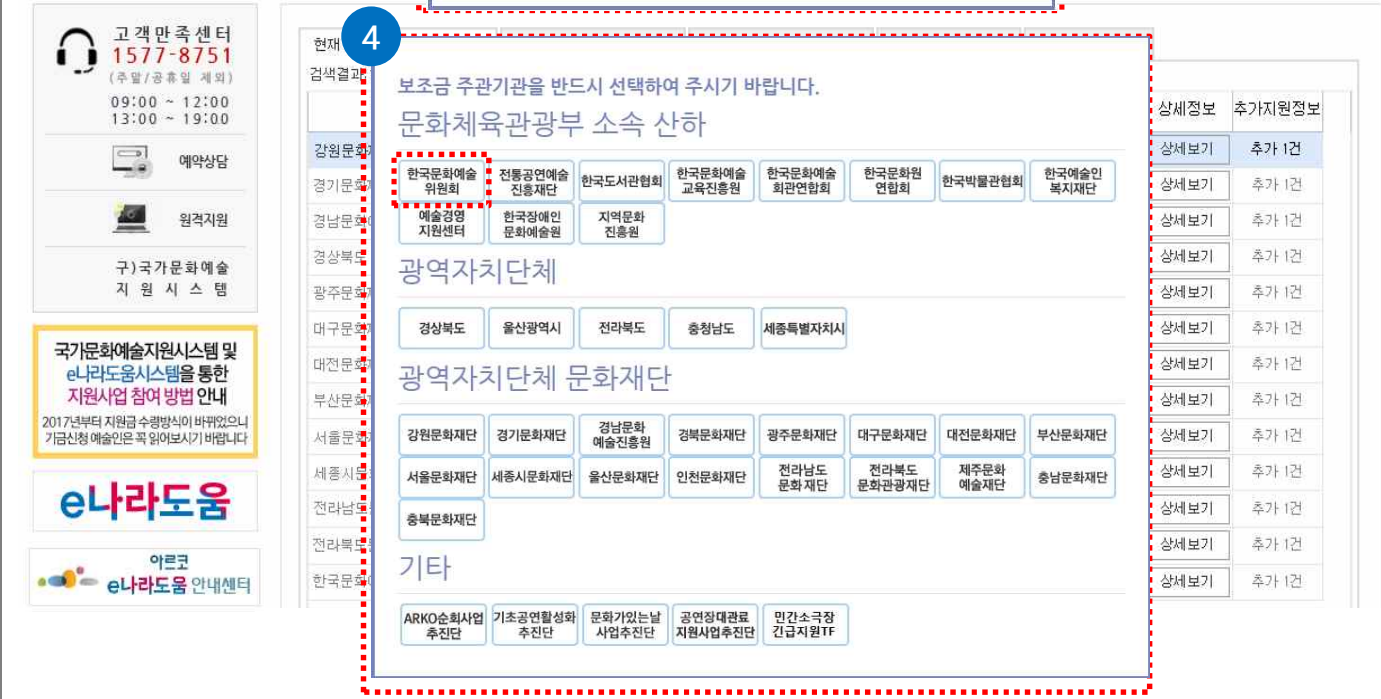 고객만족센터
1577-8751
(주말/공휴일 제외)
09:00 ~ 12:00
13:00 ~ 19:00
예약상담
원격지원
구)국가문화예술
지원시스템
국가문화예술지원시스템 및
e나라도움시스템을 통한
지원사업 참여 방법 안내
2017년부터 지원금 수령방식이 바뀌었으니
기금신청 예술인은 꼭 읽어보시기 바랍니다
e나라도움
아르코
e나라도움 안내센터
현재
검색결과
강원문화
경기문화
경남문화
경상북도
광주문화
대구문화
대전문화
부산문화
서울문화
세종시문
전라남도
전라북도
한국문화
4
보조금 주관기관을 반드시 선택하여 주시기 바랍니다.
문화체육관광부 소속 산하
한국문화예술 위원회
전통공연예술 진흥재단
한국도서관협회
한국문화예술 교육진흥원
한국문화예술 회관연합회
한국문화원 연합회
한국박물관협회
한국예술인 복지재단
예술경영 지원센터
한국장애인 문화예술원
지역문화 진흥원
광역자치단체
경상북도
울산광역시
전라북도
충청남도
세종특별자치시
광역자치단체 문화재단
강원문화재단
경기문화재단
경남문화 예술진흥원
경북문화재단
광주문화재단
대구문화재단
대전문화재단
부산문화재단
서울문화재단
세종시문화재단
울산문화재단
인천문화재단
전라남도 문화재단
전라북도 문화관광재단
제주문화 예술재단
충남문화재단
충북문화재단
기타
ARKO순회사업 추진단
기초공연활성화 추진단
문화가있는날 사업추진단
공연장대관료 지원사업추진단
민간소극장 긴급지원TF
상세정보 추가지원정보
상세보기 추가 1건
상세보기 추가 1건
상세보기 추가 1건
상세보기 추가 1건
상세보기 추가 1건
상세보기 추가 1건
상세보기 추가 1건
상세보기 추가 1건
상세보기 추가 1건
상세보기 추가 1건
상세보기 추가 1건
상세보기 추가 1건
상세보기 추가 1건